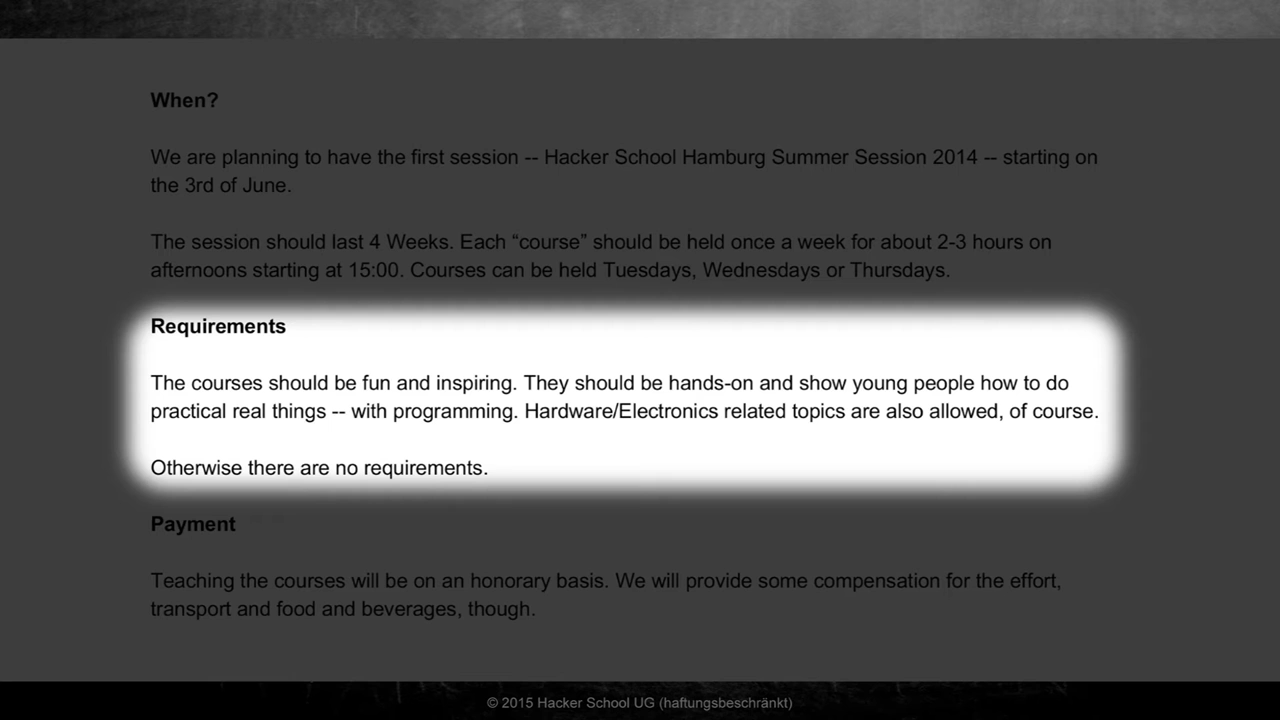 When?
We are planning to have the first session -- Hacker School Hamburg Summer Session 2014 -- starting on
the 3rd of June.
The session should last 4 Weeks. Each “course” should be held once a week for about 2-3 hours on
afternoons starting at 15:00. Courses can be held Tuesdays, Wednesdays or Thursdays.
Requirements
The courses should be fun and inspiring. They should be hands-on and show young people how to do
practical real things -- with programming. Hardware/Electronics related topics are also allowed, of course.
Otherwise there are no requirements.
Payment
Teaching the courses will be on an honorary basis. We will provide some compensation for the effort,
transport and food and beverages, though.
© 2015 Hacker School UG (haftungsbeschränkt)